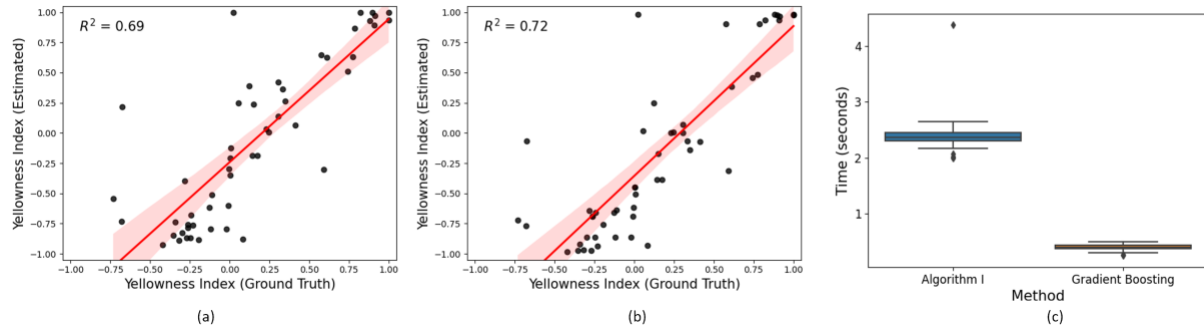 R² = 0.69
Yellowness Index (Estimated)
1.00
0.75
0.50
0.25
0.00
−0.25
−0.50
−0.75
−1.00
−1.00 −0.75 −0.50 −0.25 0.00 0.25 0.50 0.75 1.00
Yellowness Index (Ground Truth)
(a)
R² = 0.72
Yellowness Index (Estimated)
1.00
0.75
0.50
0.25
0.00
−0.25
−0.50
−0.75
−1.00
−1.00 −0.75 −0.50 −0.25 0.00 0.25 0.50 0.75 1.00
Yellowness Index (Ground Truth)
(b)
Time (seconds)
4
3
2
1
Algorithm I Gradient Boosting
Method
(c)